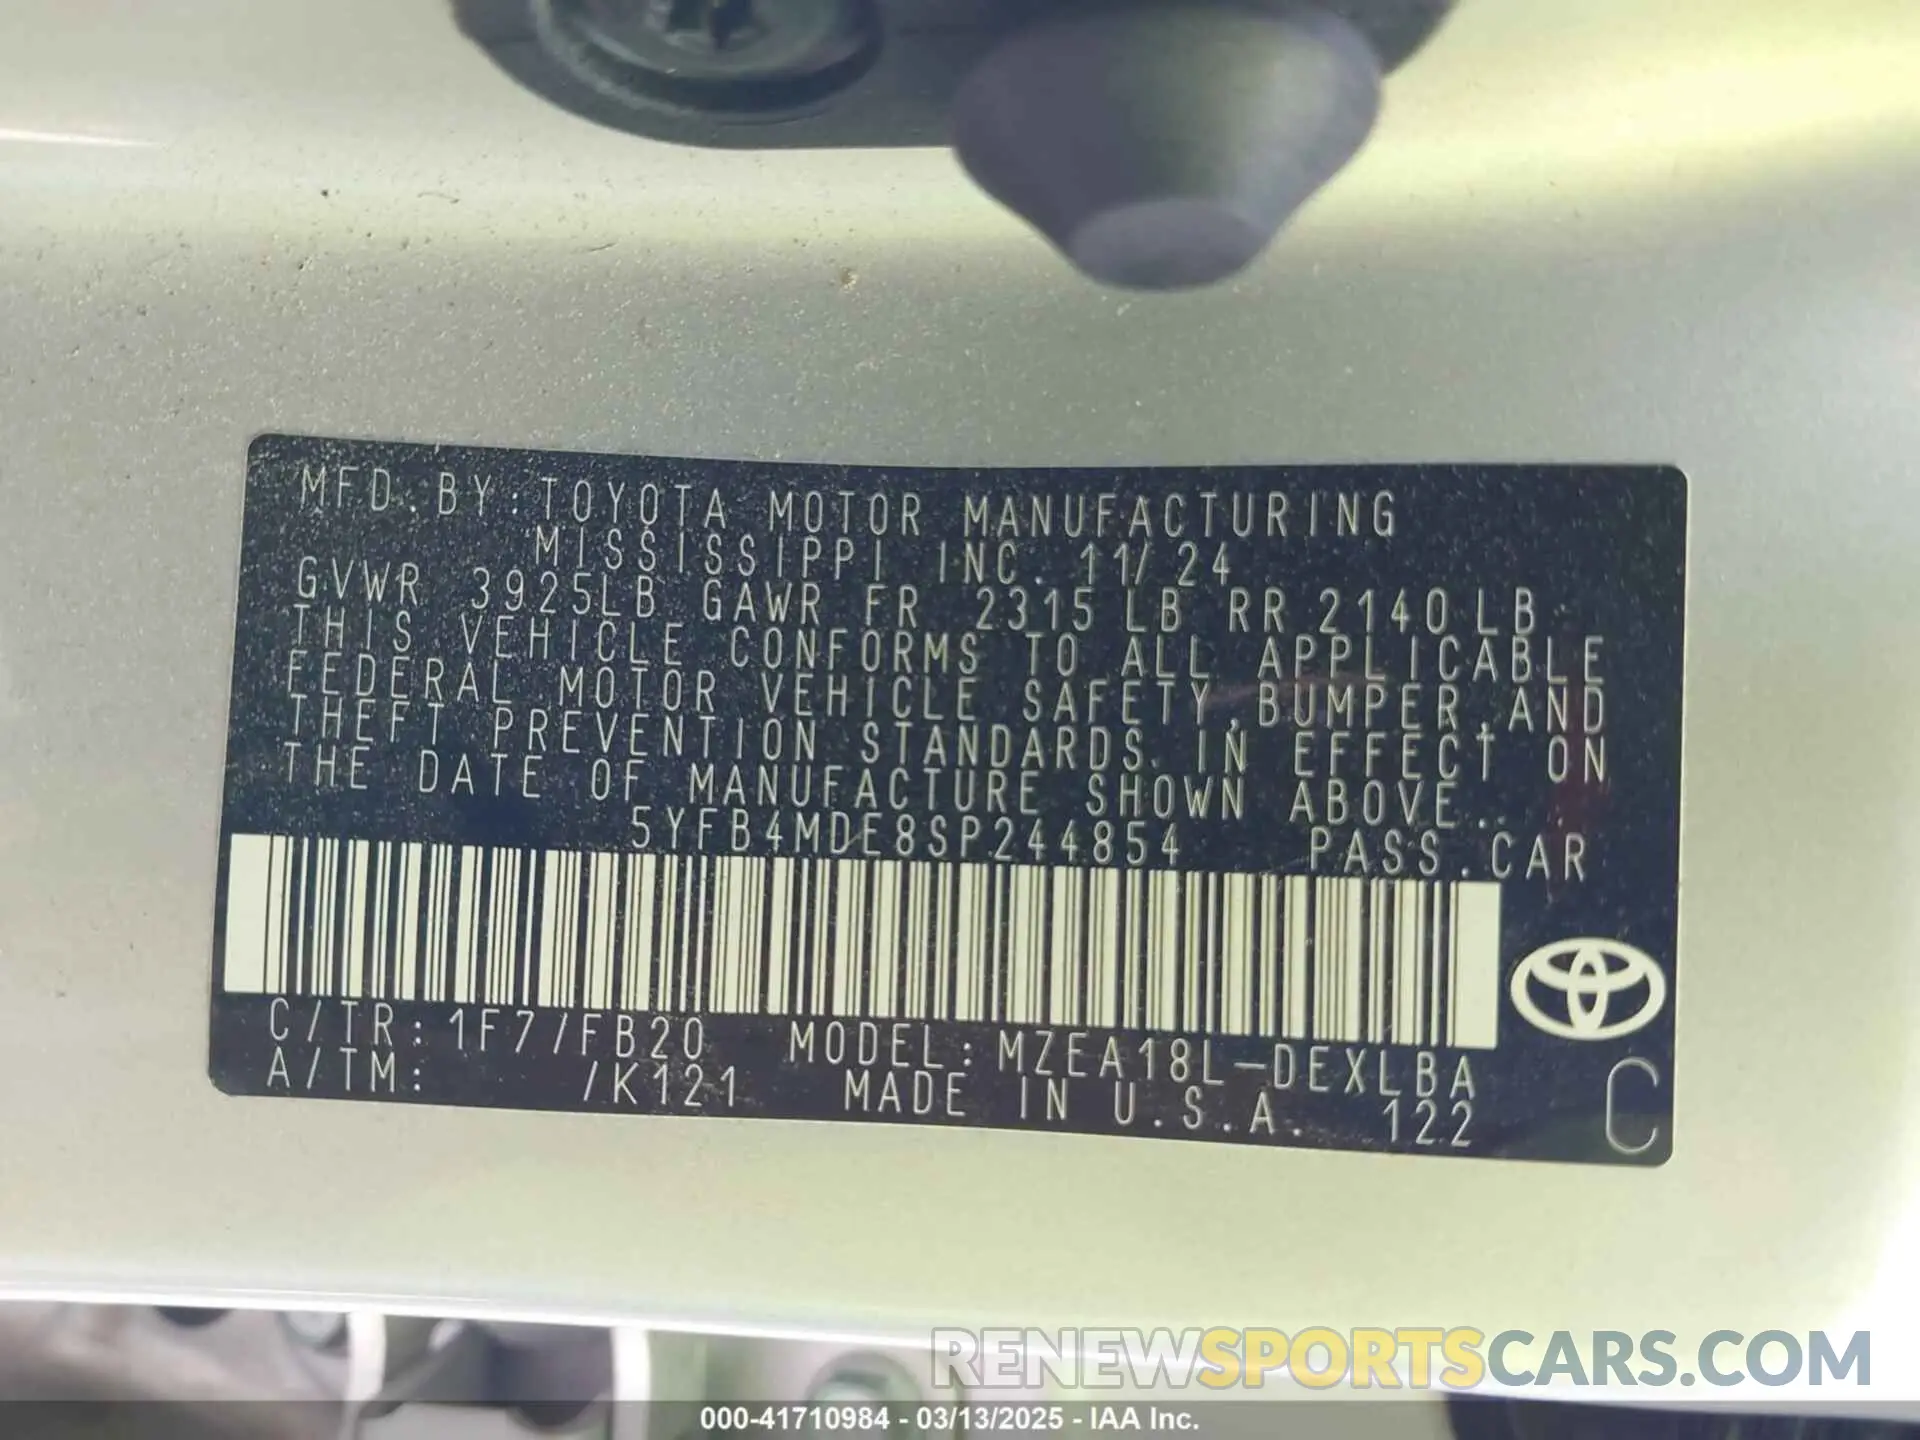 MFD. BY: TOYOTA MOTOR MANUFACTURING
MISSISSIPPI INC. 11/24
GVWR 3925LB GAWR FR 2315 LB RR 2140 LB
THIS VEHICLE CONFORMS TO ALL APPLICABLE
FEDERAL MOTOR VEHICLE SAFETY, BUMPER, AND
THEFT PREVENTION STANDARDS. IN EFFECT ON
THE DATE OF MANUFACTURE SHOWN ABOVE..
5YFB4MDE8SP244854 PASS. CAR
C/TR: 1F7/FB20 MODEL: MZEA18L-DEXLBA
A/TM: /K121 MADE IN U.S.A. 122
C
RENEWSPORTSCARS.COM
000-41710984 - 03/13/2025 - IAA Inc.